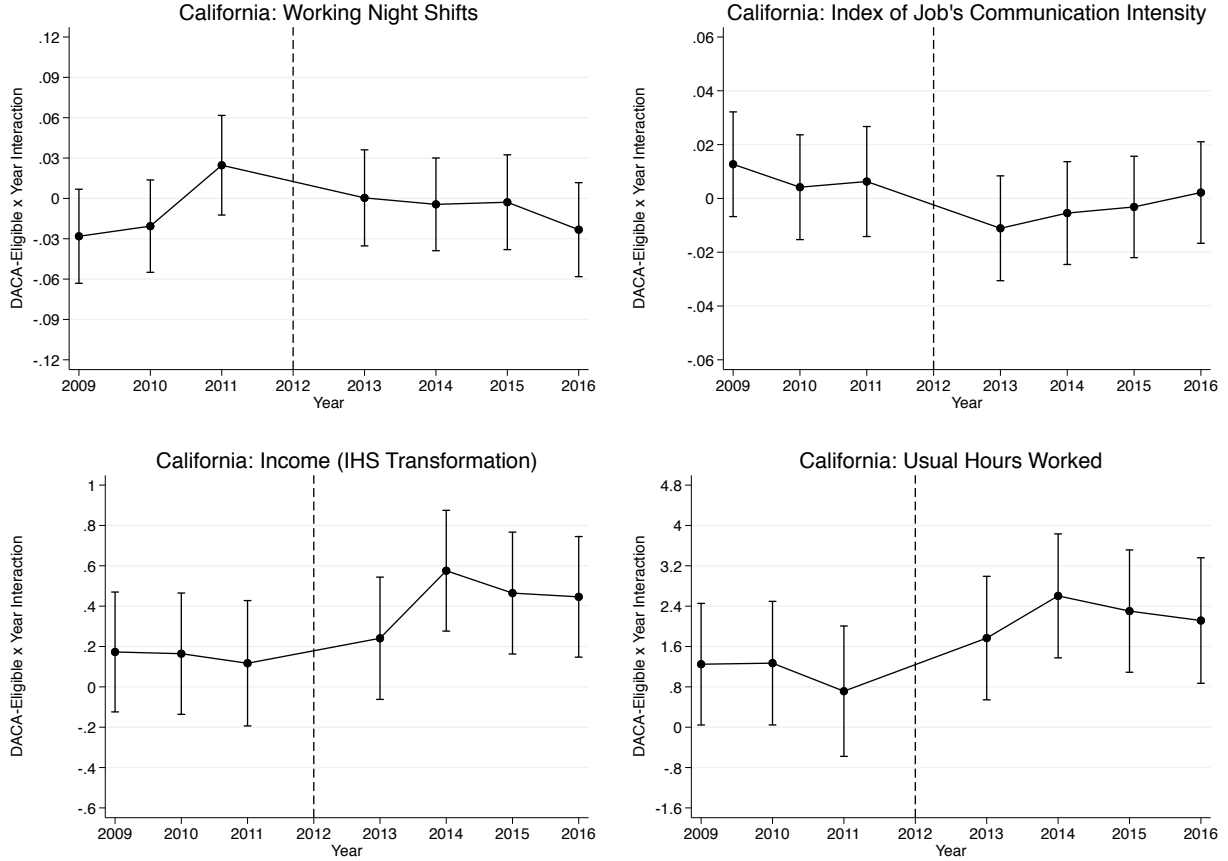 California: Working Night Shifts
DACA-Eligible x Year Interaction
.12
.09
.06
.03
0
-.03
-.06
-.09
-.12
2009 2010 2011 2012 2013 2014 2015 2016
Year
California: Index of Job's Communication Intensity
DACA-Eligible x Year Interaction
.06
.04
.02
0
-.02
-.04
-.06
2009 2010 2011 2012 2013 2014 2015 2016
Year
California: Income (IHS Transformation)
DACA-Eligible x Year Interaction
1
.8
.6
.4
.2
0
-.2
-.4
-.6
2009 2010 2011 2012 2013 2014 2015 2016
Year
California: Usual Hours Worked
DACA-Eligible x Year Interaction
4.8
4
3.2
2.4
1.6
.8
0
-.8
-1.6
2009 2010 2011 2012 2013 2014 2015 2016
Year